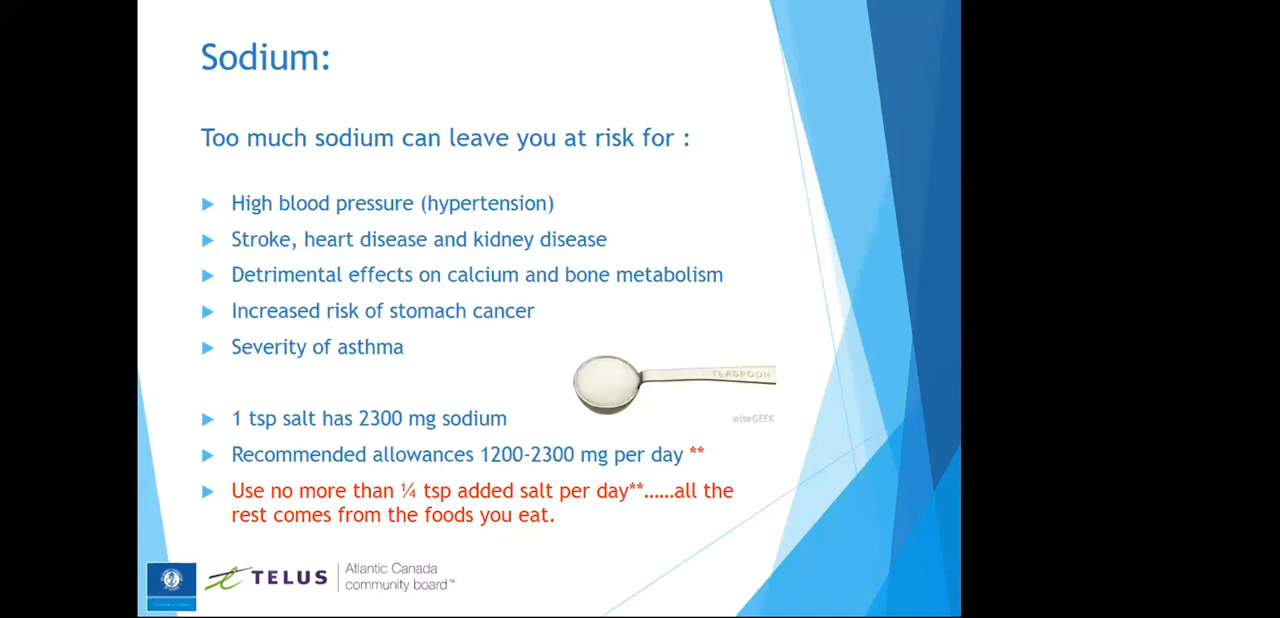 Sodium:
Too much sodium can leave you at risk for :
High blood pressure (hypertension)
Stroke, heart disease and kidney disease
Detrimental effects on calcium and bone metabolism
Increased risk of stomach cancer
Severity of asthma
TEASPOON
wiseGEEK
1 tsp salt has 2300 mg sodium
Recommended allowances 1200-2300 mg per day **
Use no more than ¼ tsp added salt per day**……all the
rest comes from the foods you eat.
TELUS
Atlantic Canada
community board™